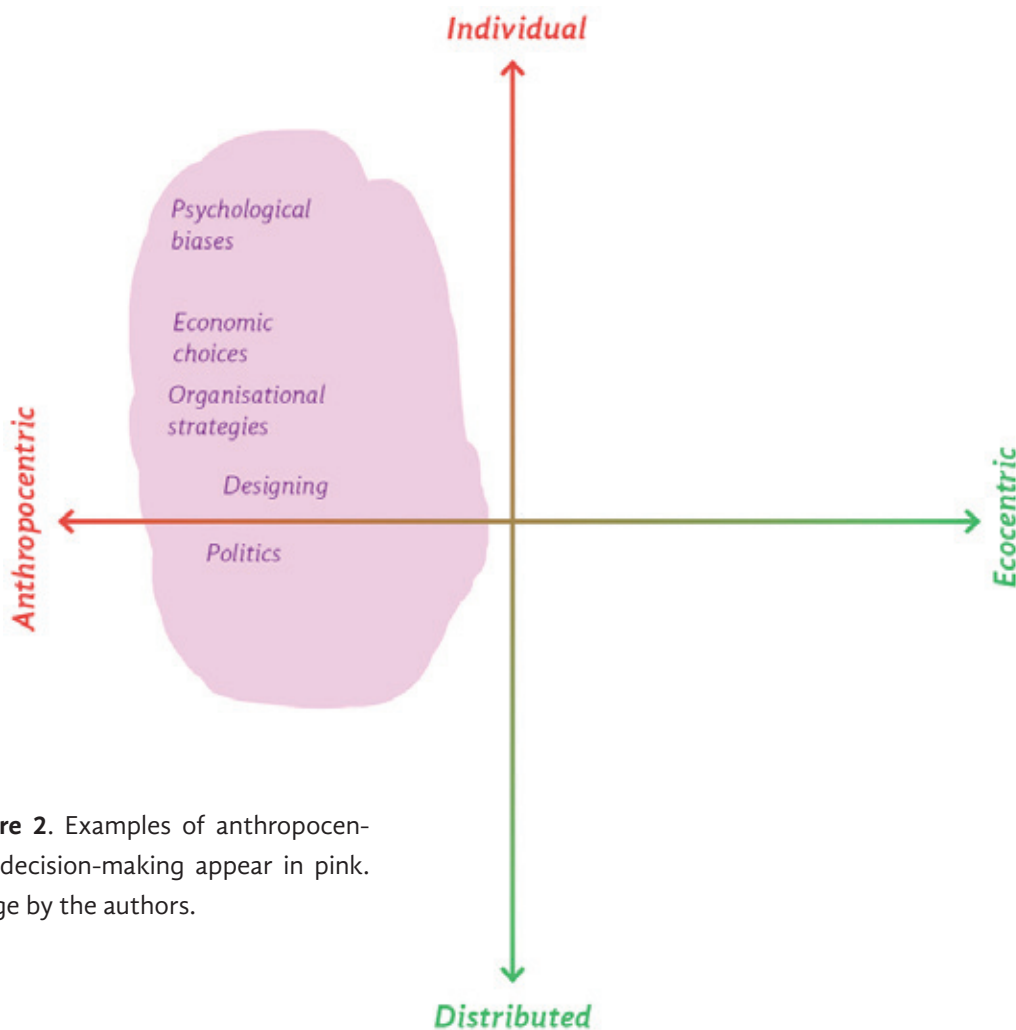 Individual
Psychological
biases
Economic
choices
Organisational
strategies
Anthropocentric
Designing
Ecocentric
Politics
re 2. Examples of anthropocen-
decision-making appear in pink.
ge by the authors.
Distributed